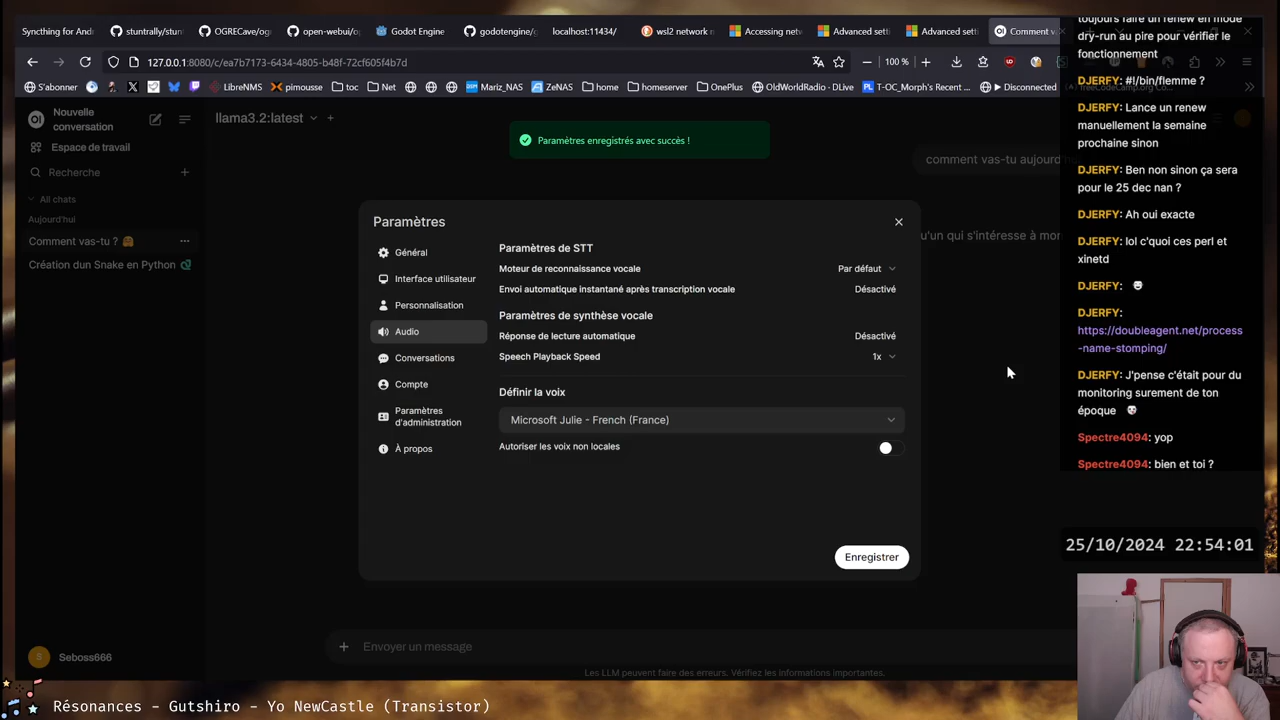 Syncthing for And
stuntrally/stun
OGRECave/og
open-webui/o
Godot Engine
godotengine/g
localhost:11434/
wsl2 network
Accessing netw
Advanced setti
Advanced setti
Comment v
127.0.0.1:8080/c/ea7b7173-6434-4805-b48f-72cf605f4b7d
100 %
S'abonner
LibreNMS
pimousse
toc
Net
Mariz_NAS
ZeNAS
home
homeserver
OnePlus
OldWorldRadio - DLive
T-OC_Morph's Recent ...
Disconnected
Nouvelle
conversation
Espace de travail
Recherche
All chats
Aujourd'hui
Comment vas-tu ? 🤗
Création dun Snake en Python
Seboss666
llama3.2:latest
Paramètres enregistrés avec succès !
comment vas-tu aujourd
u'un qui s'intéresse à mor
Paramètres
Général
Interface utilisateur
Personnalisation
Audio
Conversations
Compte
Paramètres
d'administration
À propos
Paramètres de STT
Moteur de reconnaissance vocale
Par défaut
Envoi automatique instantané après transcription vocale
Désactivé
Paramètres de synthèse vocale
Réponse de lecture automatique
Désactivé
Speech Playback Speed
1x
Définir la voix
Microsoft Julie - French (France)
Autoriser les voix non locales
Enregistrer
Envoyer un message
Les LLM peuvent faire des erreurs. Vérifiez les informations importantes.
toujours faire un renew en mode
dry-run au pire pour vérifier le
fonctionnement
DJERFY: #!/bin/flemme ?
DJERFY: Lance un renew
manuellement la semaine
prochaine sinon
DJERFY: Ben non sinon ça sera
pour le 25 dec nan ?
DJERFY: Ah oui exacte
DJERFY: lol c'quoi ces perl et
xinetd
DJERFY:
DJERFY:
https://doubleagent.net/process
-name-stomping/
DJERFY: J'pense c'était pour du
monitoring surement de ton
époque
Spectre4094: yop
Spectre4094: bien et toi ?
25/10/2024 22:54:01
Résonances - Gutshiro - Yo NewCastle (Transistor)